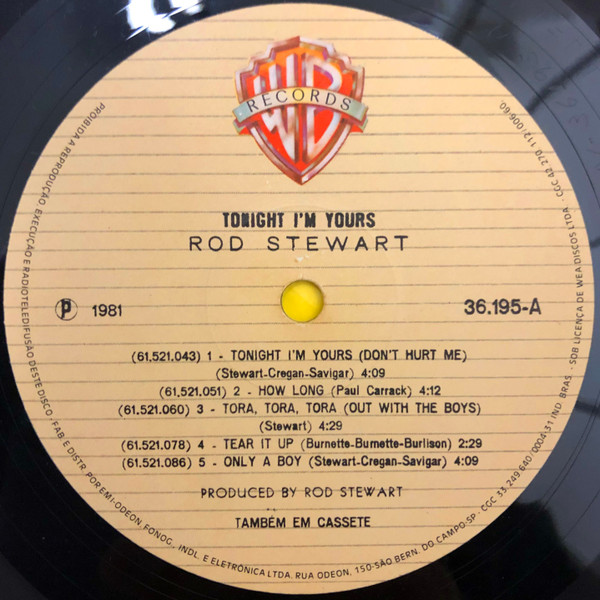 WB
RECORDS
TONIGHT I'M YOURS
ROD STEWART
P 1981
36.195-A
(61.521.043) 1 - TONIGHT I'M YOURS (DON'T HURT ME)
(Stewart-Cregan-Savigar) 4:09
(61.521.051) 2 - HOW LONG (Paul Carrack) 4:12
(61.521.060) 3 - TORA, TORA, TORA (OUT WITH THE BOYS)
(Stewart) 4:29
(61.521.078) 4 - TEAR IT UP (Burnette-Burnette-Burlison) 2:29
(61.521.086) 5 - ONLY A BOY (Stewart-Cregan-Savigar) 4:09
PRODUCED BY ROD STEWART
TAMBÉM EM CASSETE
PROIBIDA A REPRODUÇÃO, EXECUÇÃO E RADIOTELEDIFUSÃO DESTE DISCO · FAB. E DISTR. POR EMI-ODEON, FONOG., INDL. E ELETRÔNICA LTDA. RUA ODEON, 150-SÃO BERN. DO CAMPO-SP - CGC 33 249 640/0004.31 IND BRAS. · SOB LICENÇA DE WEA DISCOS LTDA. · CGC 42 270 112/0006.60